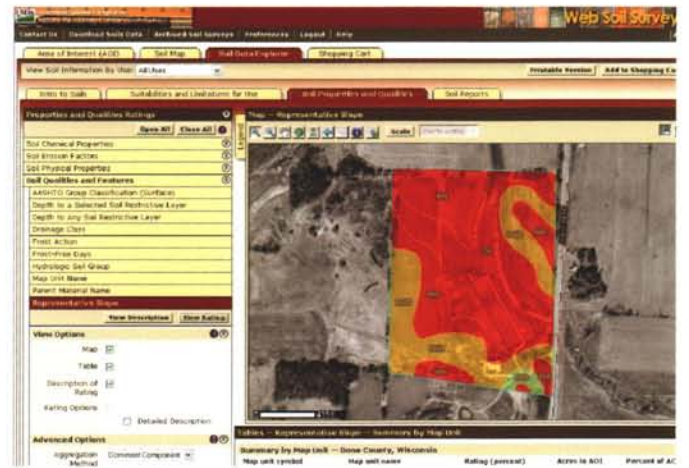 USDA
Web Soil Survey
Contact Us | Download Soils Data | Archived Soil Surveys | Preferences | Logout | Help
Area of Interest (AOI)
Soil Map
Soil Data Explorer
Shopping Cart
View Soil Information By Use: All Uses
Printable Version
Add to Shopping Ca
Intro to Soils
Suitabilities and Limitations for Use
Soil Properties and Qualities
Soil Reports
Properties and Qualities Ratings
Open All
Close All
Soil Chemical Properties
Soil Erosion Factors
Soil Physical Properties
Soil Qualities and Features
AASHTO Group Classification (Surface)
Depth to a Selected Soil Restrictive Layer
Depth to Any Soil Restrictive Layer
Drainage Class
Frost Action
Frost-Free Days
Hydrologic Soil Group
Map Unit Name
Parent Material Name
Representative Slope
View Description
View Rating
View Options
Map
Table
Description of Rating
Rating Options
Detailed Description
Advanced Options
Aggregation Method
Dominant Component
Map — Representative Slope
Legend
Scale
Tables — Representative Slope — Summary By Map Unit
Summary by Map Unit — Dane County, Wisconsin
Map unit symbol
Map unit name
Rating (percent)
Acres in AOI
Percent of AO